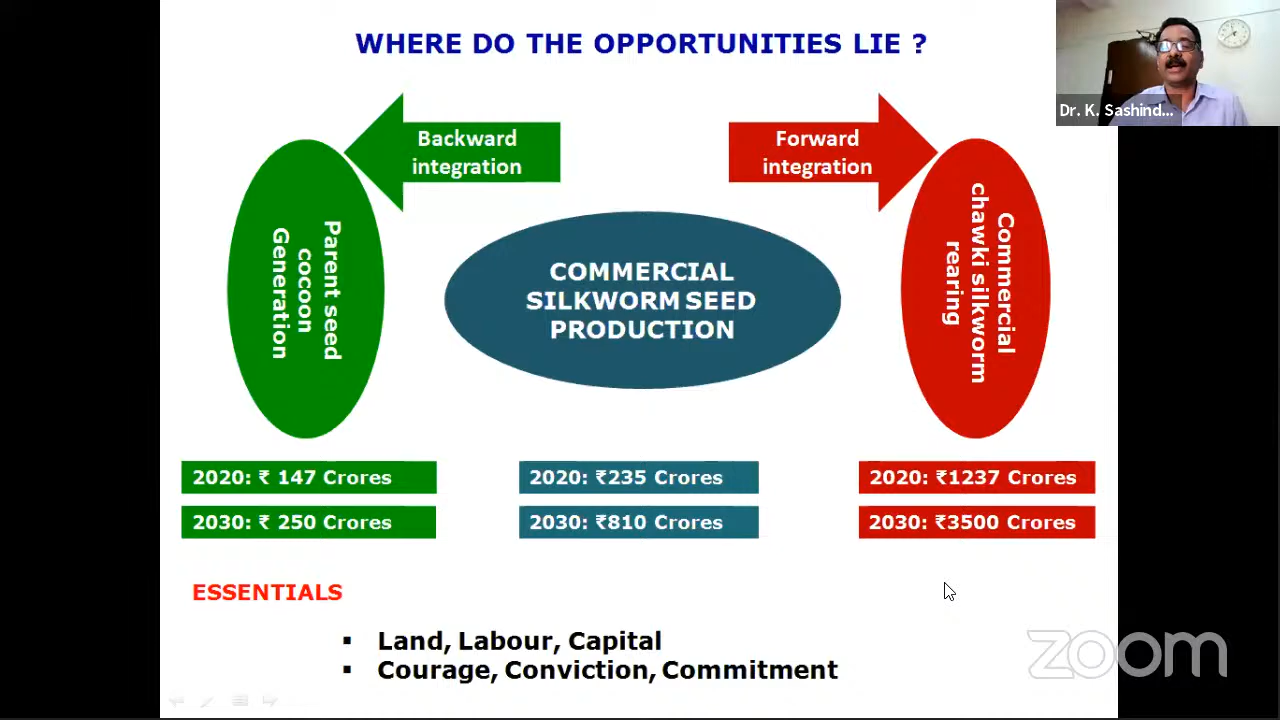 WHERE DO THE OPPORTUNITIES LIE ?
Dr. K. Sashind...
Backward
integration
Forward
integration
Parent seed
cocoon
Generation
COMMERCIAL
SILKWORM SEED
PRODUCTION
Commercial
chawki silkworm
rearing
2020: ₹ 147 Crores
2020: ₹235 Crores
2020: ₹1237 Crores
2030: ₹ 250 Crores
2030: ₹810 Crores
2030: ₹3500 Crores
ESSENTIALS
▪ Land, Labour, Capital
▪ Courage, Conviction, Commitment
zoom